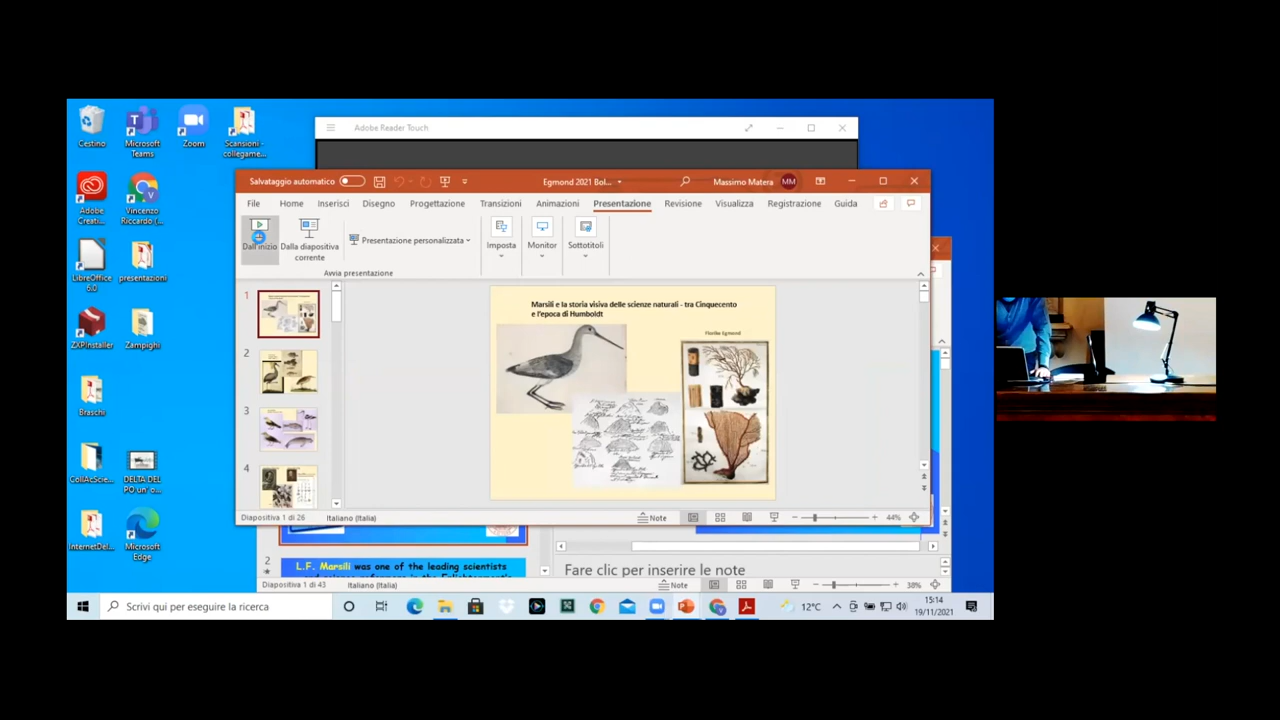 Cestino
Microsoft
Teams
Zoom
Scansioni -
collegame...
Adobe
Creati...
Vincenzo
Riccardo (...
LibreOffice
6.0
presentazioni
ZXPInstaller
Zampighi
Braschi
CollAcScie...
DELTA DEL
PO un' o...
InternetDel...
Microsoft
Edge
Adobe Reader Touch
Salvataggio automatico
Egmond 2021 Bol...
Massimo Matera
MM
File
Home
Inserisci
Disegno
Progettazione
Transizioni
Animazioni
Presentazione
Revisione
Visualizza
Registrazione
Guida
Dall'inizio
Dalla diapositiva
corrente
Presentazione personalizzata
Imposta
Monitor
Sottotitoli
Avvia presentazione
1
2
3
4
Marsili e la storia visiva delle scienze naturali - tra Cinquecento
e l'epoca di Humboldt
Florike Egmond
Diapositiva 1 di 26
Italiano (Italia)
Note
44%
2
L.F. Marsili was one of the leading scientists
Fare clic per inserire le note
Diapositiva 1 di 43
Italiano (Italia)
Note
38%
Scrivi qui per eseguire la ricerca
12°C
15:14
19/11/2021